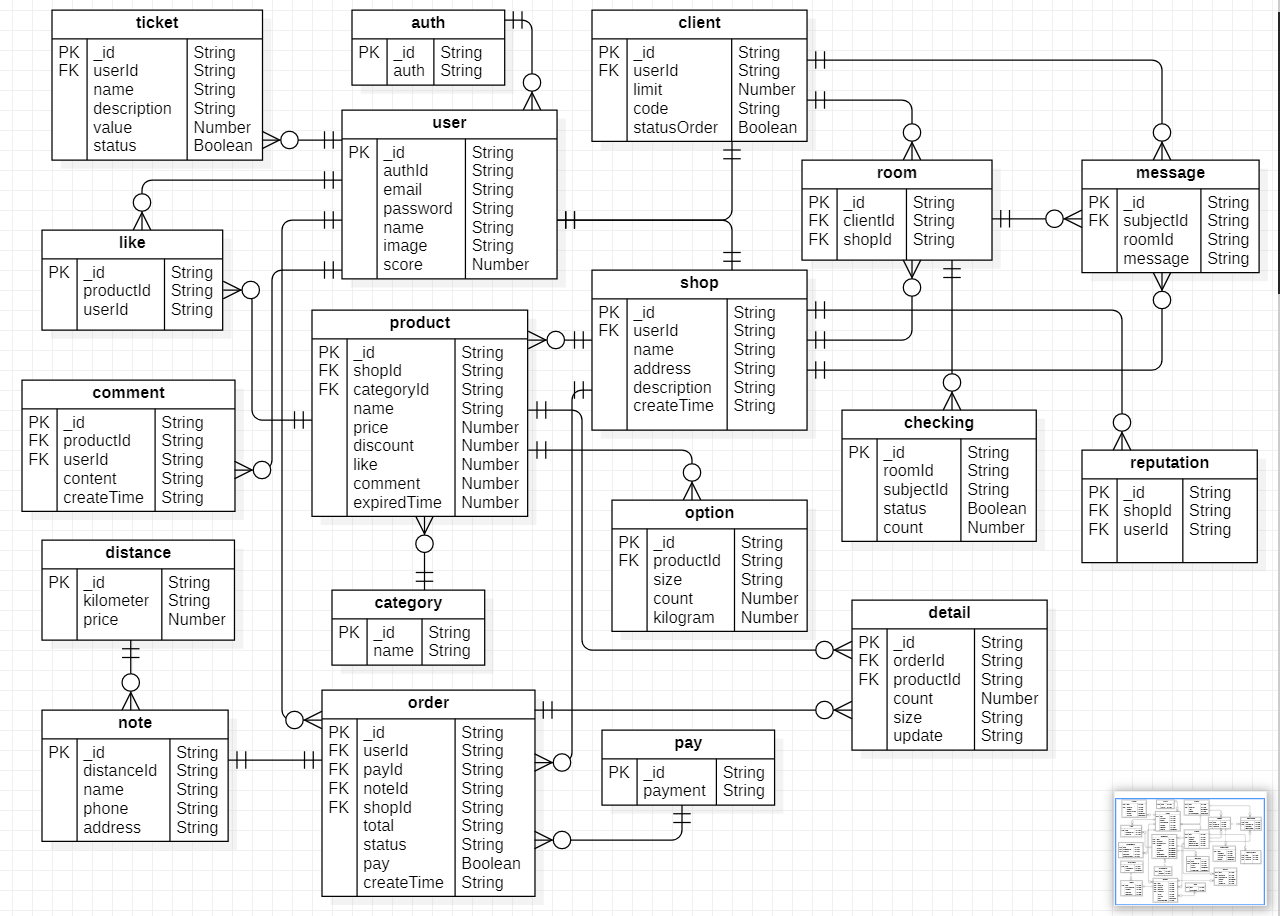 ticket
PK _id String
FK userId String
name String
description String
value Number
status Boolean
auth
PK _id String
auth String
client
PK _id String
FK userId String
limit Number
code String
statusOrder Boolean
user
PK _id String
authId String
email String
password String
name String
image String
score Number
room
PK _id String
FK clientId String
FK shopId String
message
PK _id String
FK subjectId String
roomId String
message String
like
PK _id String
productId String
userId String
shop
PK _id String
FK userId String
name String
address String
description String
createTime String
product
PK _id String
FK shopId String
FK categoryId String
name String
price Number
discount Number
like Number
comment Number
expiredTime Number
comment
PK _id String
FK productId String
FK userId String
content String
createTime String
checking
PK _id String
roomId String
subjectId String
status Boolean
count Number
reputation
PK _id String
FK shopId String
FK userId String
option
PK _id String
FK productId String
size String
count Number
kilogram Number
distance
PK _id String
kilometer String
price Number
category
PK _id String
name String
detail
PK _id String
FK orderId String
FK productId String
count Number
size String
update String
order
PK _id String
FK userId String
FK payId String
FK noteId String
FK shopId String
total String
status String
pay Boolean
createTime String
note
PK _id String
distanceId String
name String
phone String
address String
pay
PK _id String
payment String